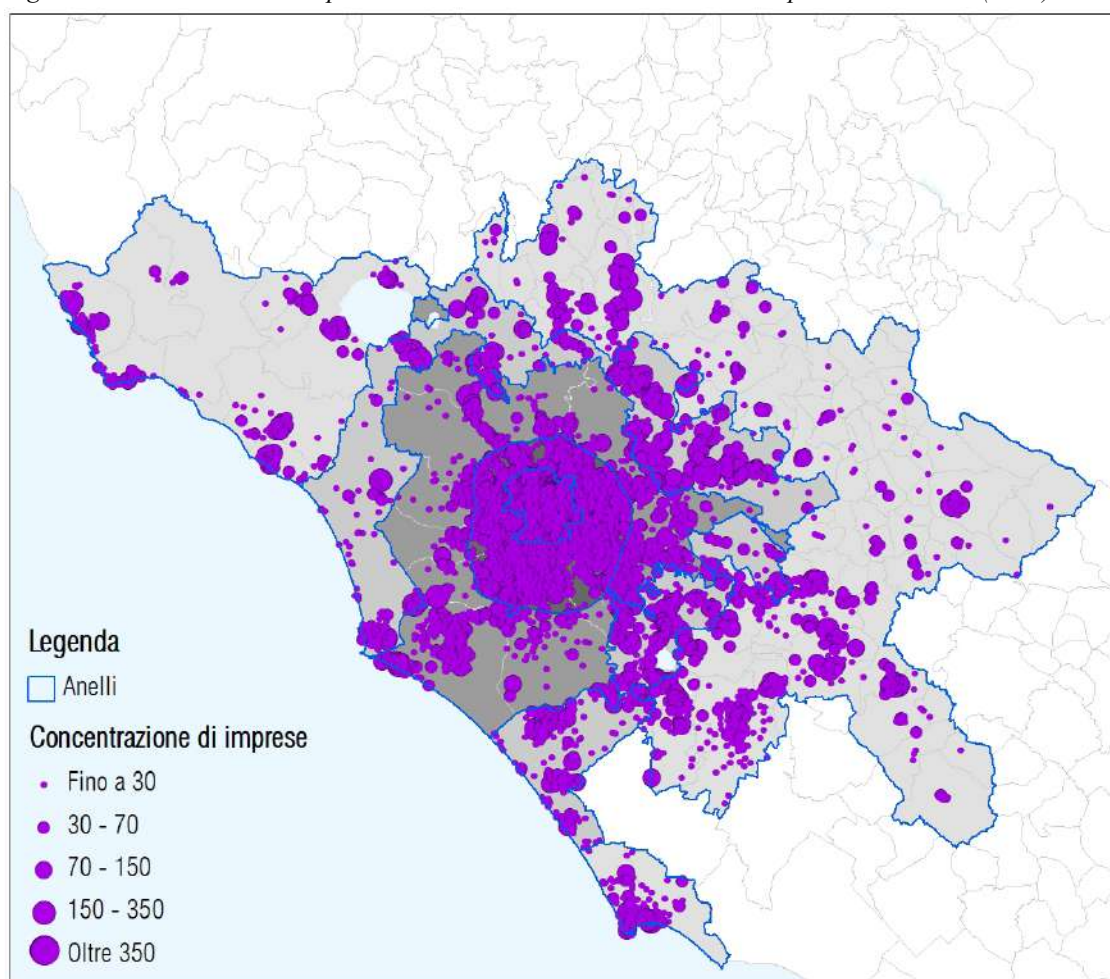 Legenda
Anelli
Concentrazione di imprese
Fino a 30
30 - 70
70 - 150
150 - 350
Oltre 350